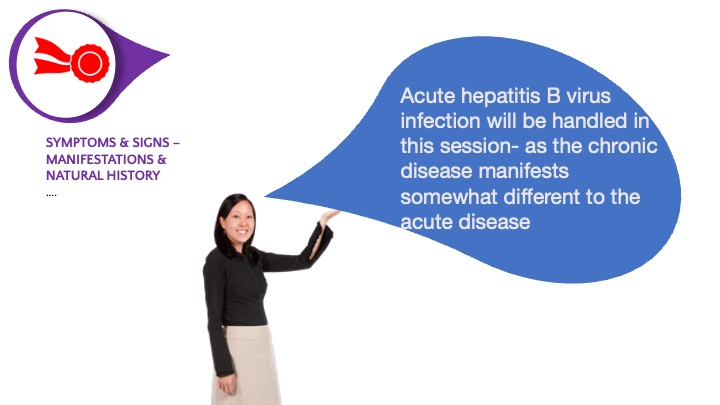 SYMPTOMS & SIGNS –
MANIFESTATIONS &
NATURAL HISTORY
....
Acute hepatitis B virus
infection will be handled in
this session- as the chronic
disease manifests
somewhat different to the
acute disease